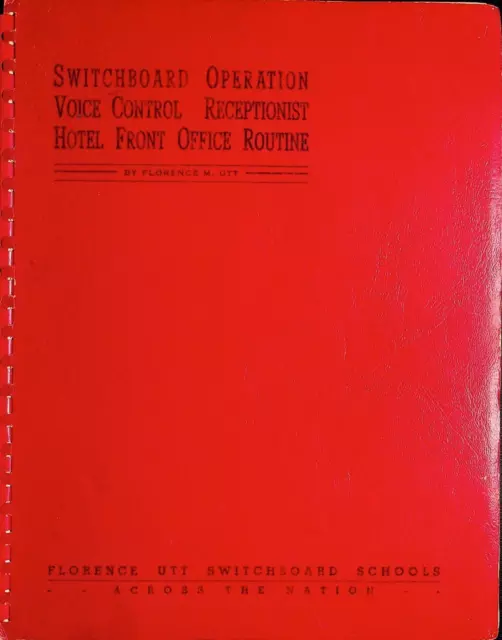 SWITCHBOARD OPERATION
VOICE CONTROL RECEPTIONIST
HOTEL FRONT OFFICE ROUTINE
BY FLORENCE M. UTT
FLORENCE UTT SWITCHBOARD SCHOOLS
- - ACROSS THE NATION - -